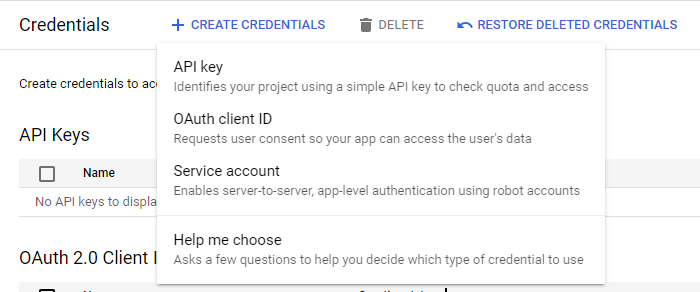 Credentials
CREATE CREDENTIALS
DELETE
RESTORE DELETED CREDENTIALS
Create credentials to
API key
Identifies your project using a simple API key to check quota and access
OAuth client ID
Requests user consent so your app can access the user's data
Service account
Enables server-to-server, app-level authentication using robot accounts
Help me choose
Asks a few questions to help you decide which type of credential to use
API Keys
Name
No API keys to displa
OAuth 2.0 Client